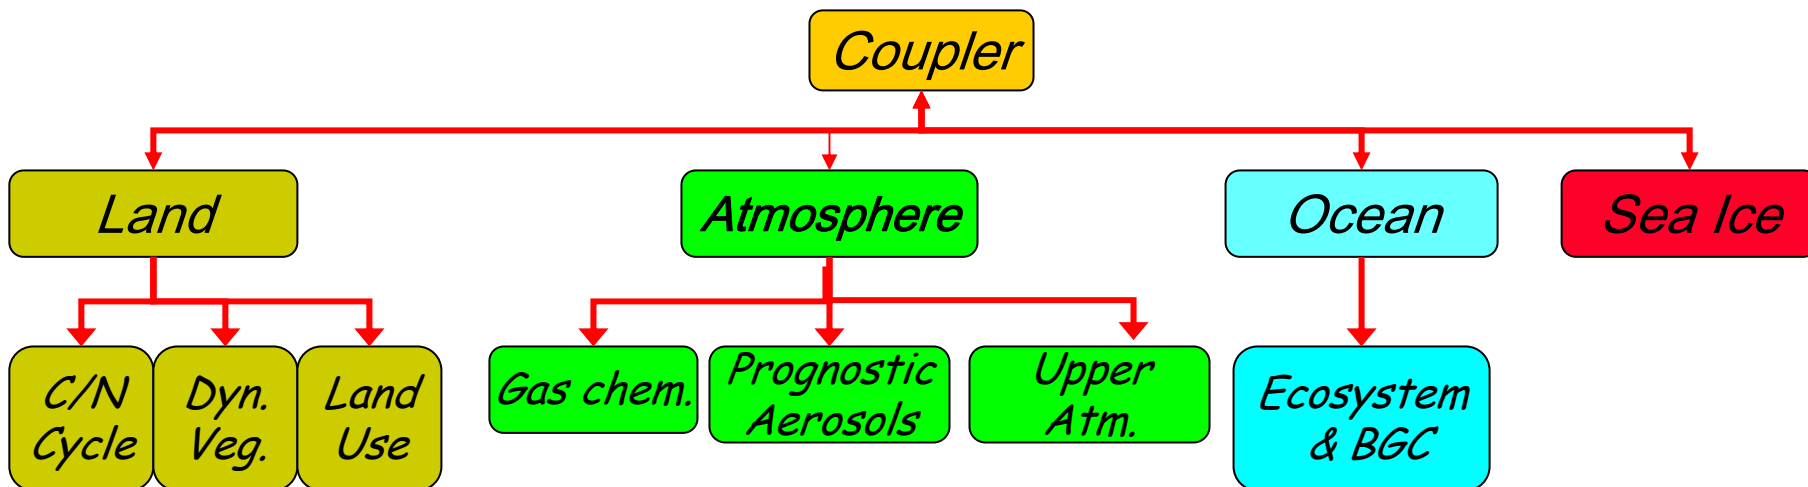 Coupler
Land
Atmosphere
Ocean
Sea Ice
C/N
Cycle
Dyn.
Veg.
Land
Use
Gas chem.
Prognostic
Aerosols
Upper
Atm.
Ecosystem
& BGC